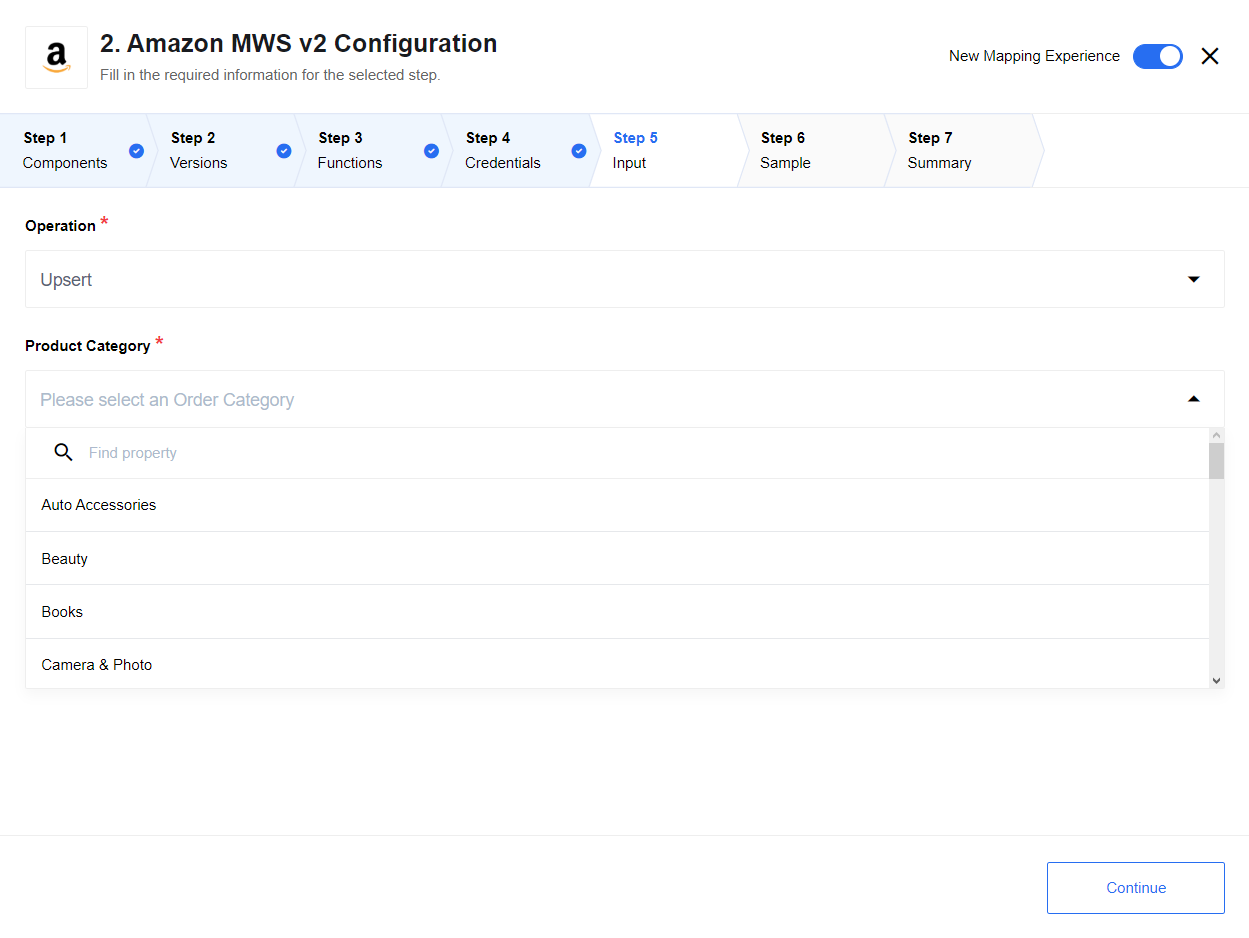 a
2. Amazon MWS v2 Configuration
Fill in the required information for the selected step.
New Mapping Experience
Step 1
Components
Step 2
Versions
Step 3
Functions
Step 4
Credentials
Step 5
Input
Step 6
Sample
Step 7
Summary
Operation *
Upsert
Product Category *
Please select an Order Category
Find property
Auto Accessories
Beauty
Books
Camera & Photo
Continue